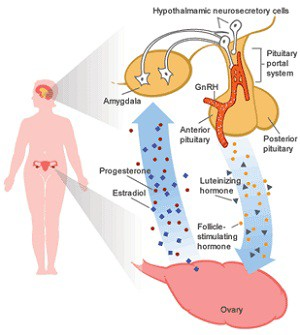 Hypothalmamic neurosecretory cells
Pituitary
portal
system
GnRH
Amygdala
Anterior
pituitary
Posterior
pituitary
Progesterone
Estradiol
Luteinizing
hormone
Follicle-
stimulating
hormone
Ovary